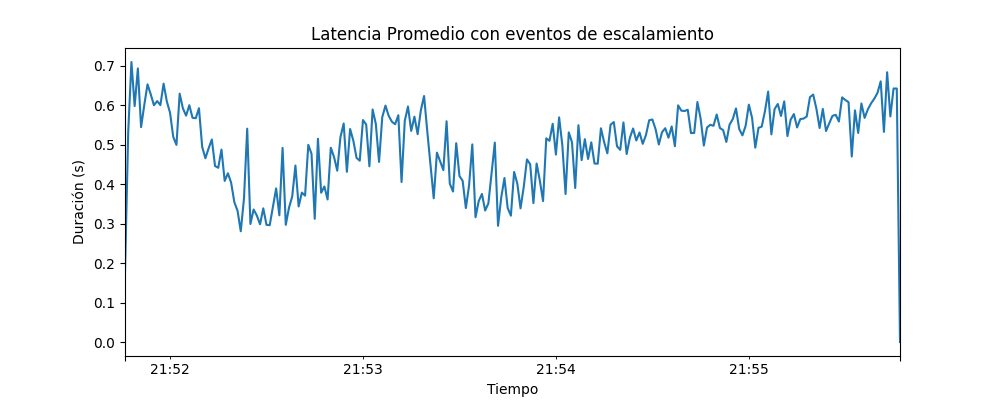 Latencia Promedio con eventos de escalamiento
Duración (s)
0.7
0.6
0.5
0.4
0.3
0.2
0.1
0.0
21:52 21:53 21:54 21:55
Tiempo